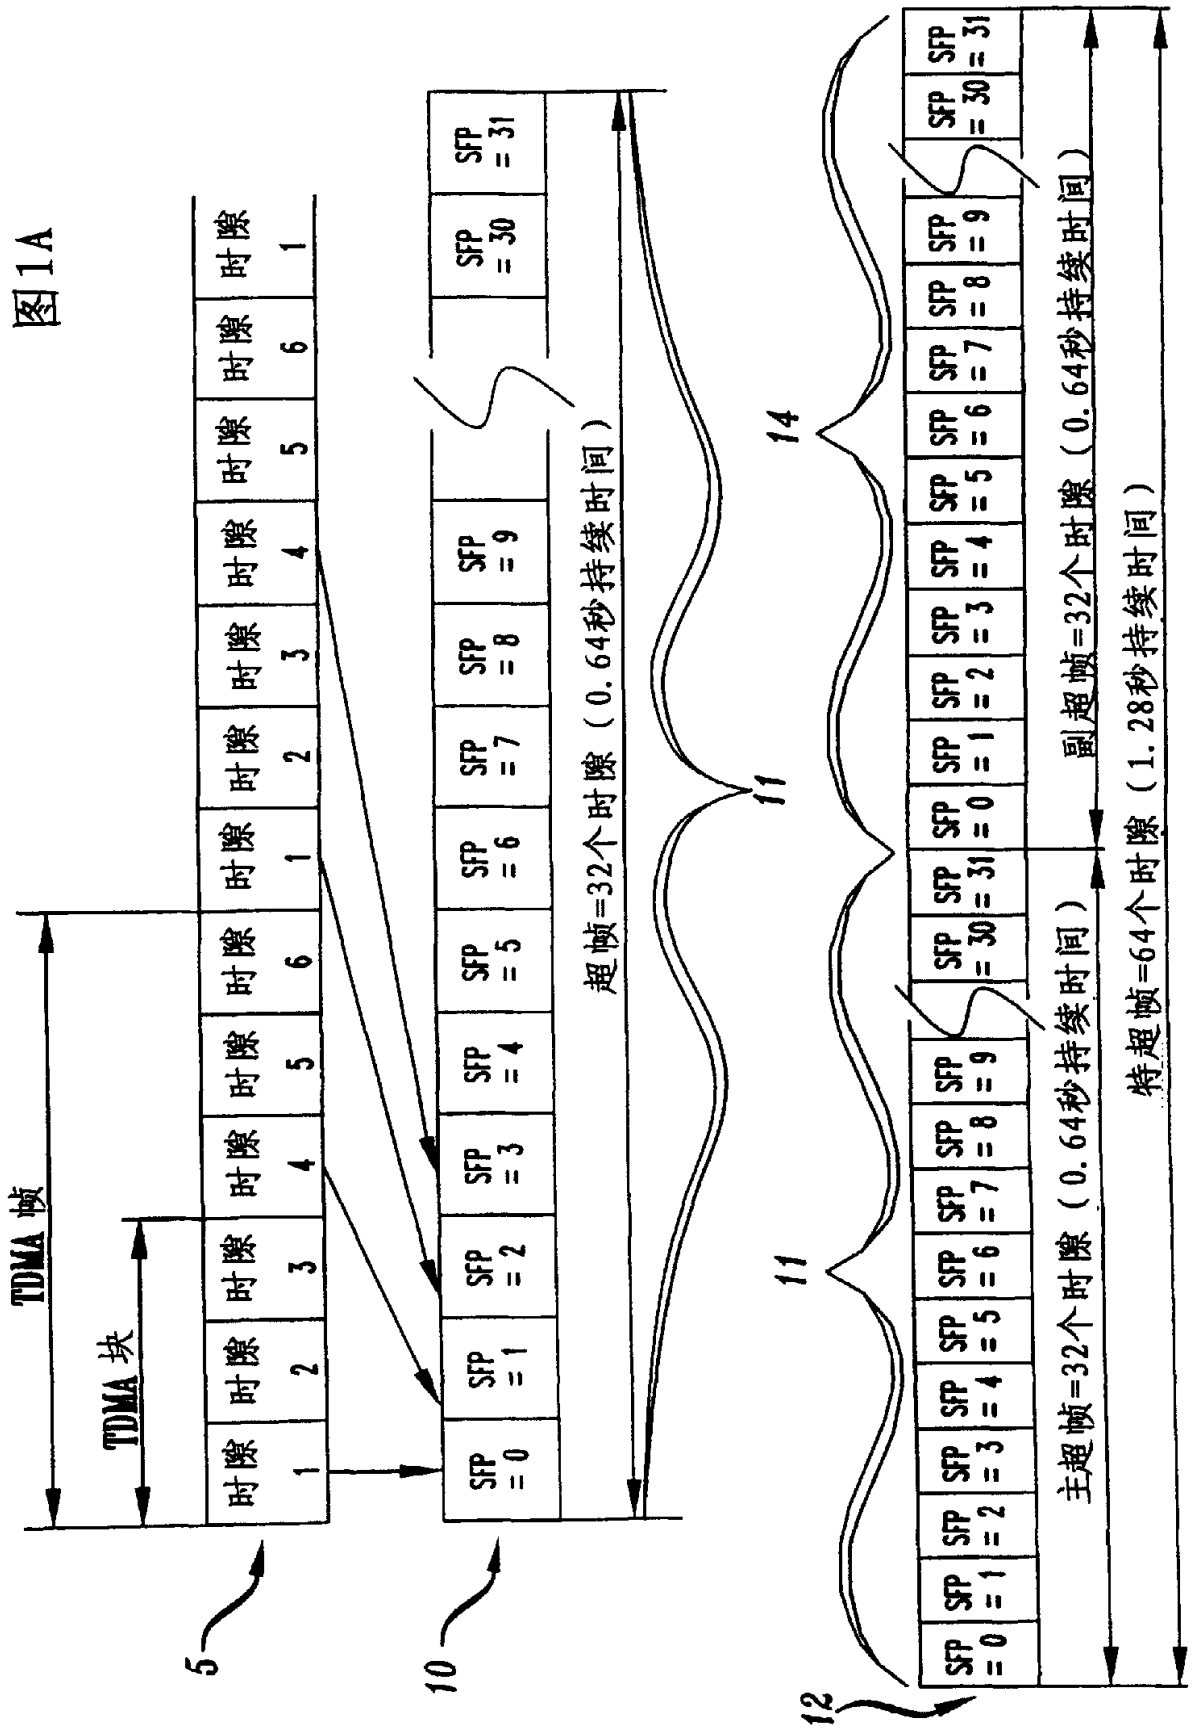 图1A
TDMA 帧
TDMA 块
5
时隙 1
时隙 2
时隙 3
时隙 4
时隙 5
时隙 6
时隙 1
时隙 2
时隙 3
时隙 4
时隙 5
时隙 6
时隙 1
10
SFP = 0
SFP = 1
SFP = 2
SFP = 3
SFP = 4
SFP = 5
SFP = 6
SFP = 7
SFP = 8
SFP = 9
SFP = 30
SFP = 31
超帧=32个时隙（0.64秒持续时间）
11
11
14
12
SFP = 0
SFP = 1
SFP = 2
SFP = 3
SFP = 4
SFP = 5
SFP = 6
SFP = 7
SFP = 8
SFP = 9
SFP = 30
SFP = 31
SFP = 0
SFP = 1
SFP = 2
SFP = 3
SFP = 4
SFP = 5
SFP = 6
SFP = 7
SFP = 8
SFP = 9
SFP = 30
SFP = 31
主超帧=32个时隙（0.64秒持续时间）
副超帧=32个时隙（0.64秒持续时间）
特超帧=64个时隙（1.28秒持续时间）